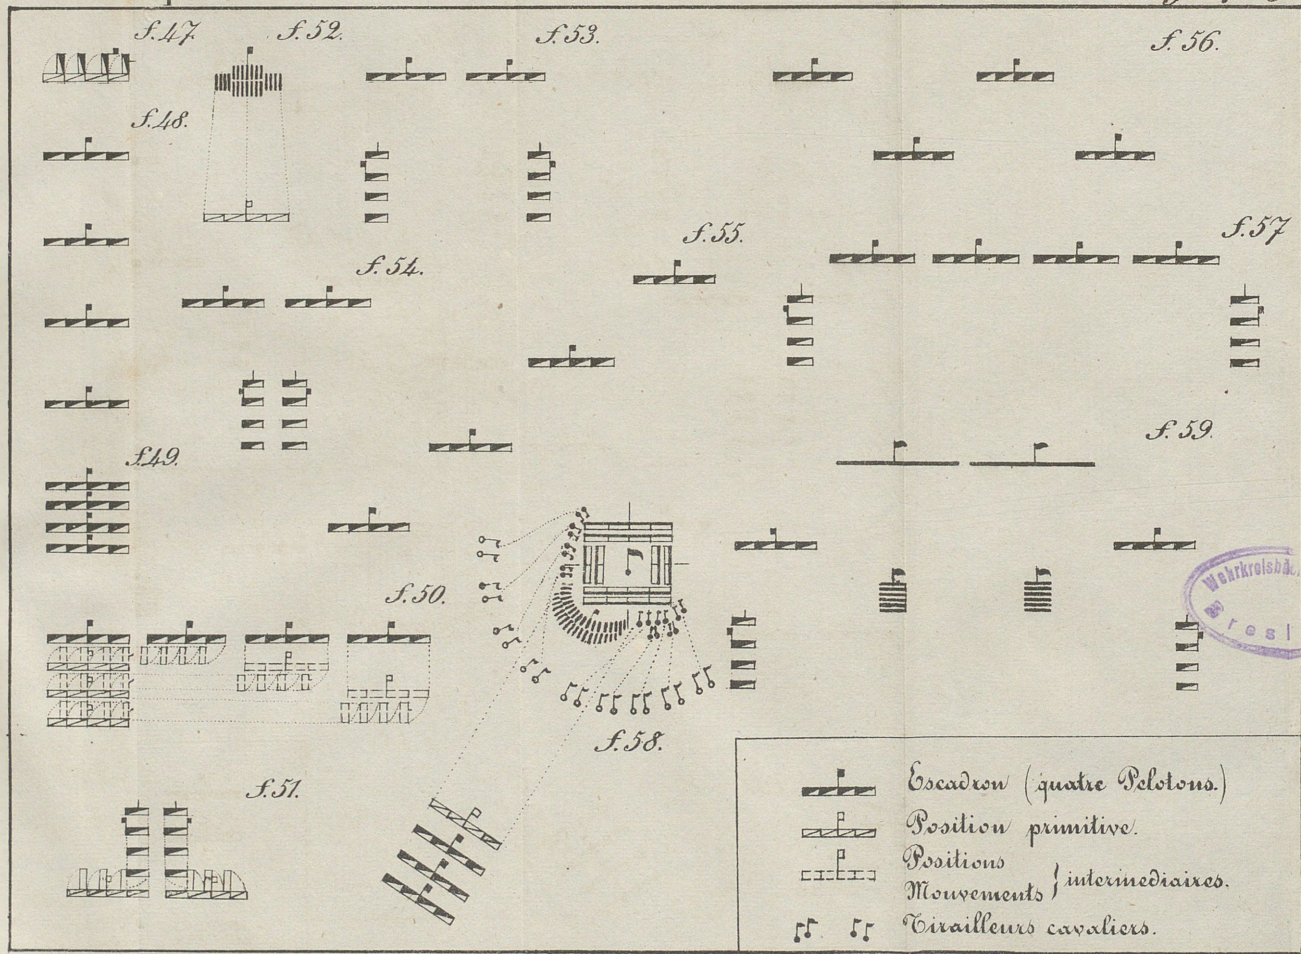 f.47.
f.52.
f.53.
f.56.
f.48.
f.55.
f.57
f.54.
f.49.
f.59.
f.50.
f.58.
f.51.
Escadron (quatre Pelotons.)
Position primitive.
Positions
Mouvements } intermediaires.
Tirailleurs cavaliers.